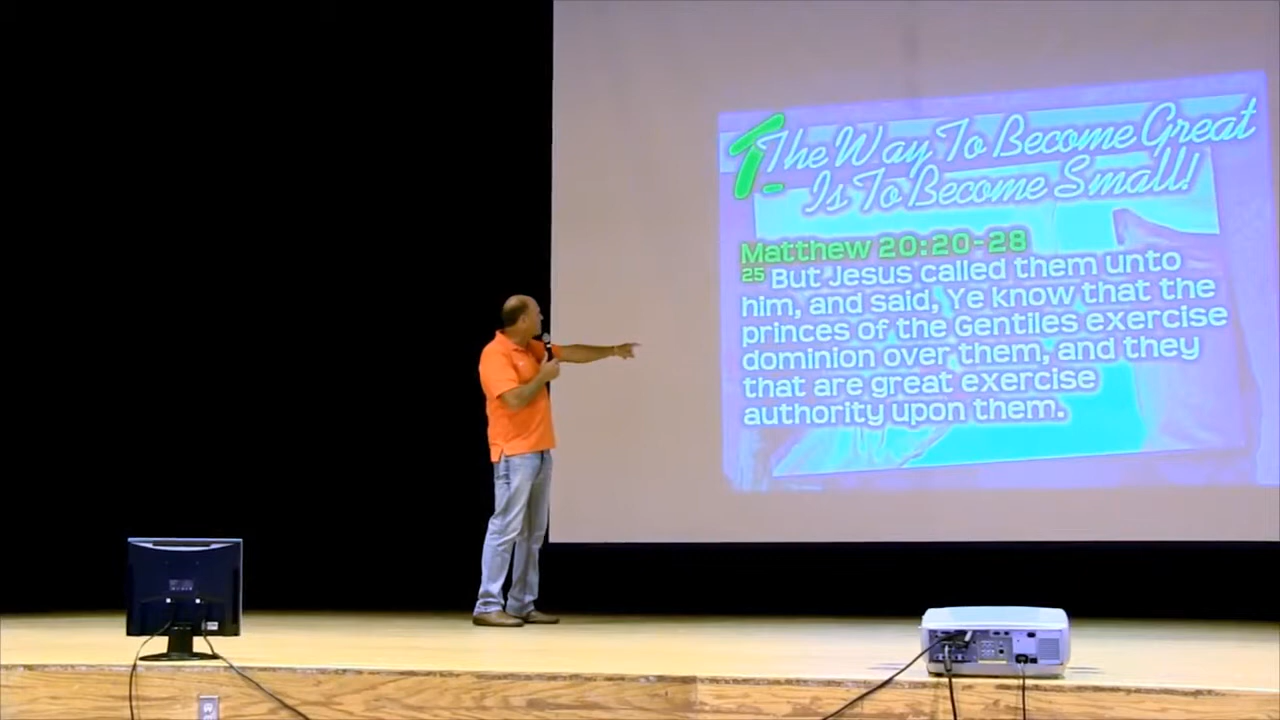 1- The Way To Become Great
Is To Become Small!
Matthew 20:20-28
25 But Jesus called them unto
him, and said, Ye know that the
princes of the Gentiles exercise
dominion over them, and they
that are great exercise
authority upon them.